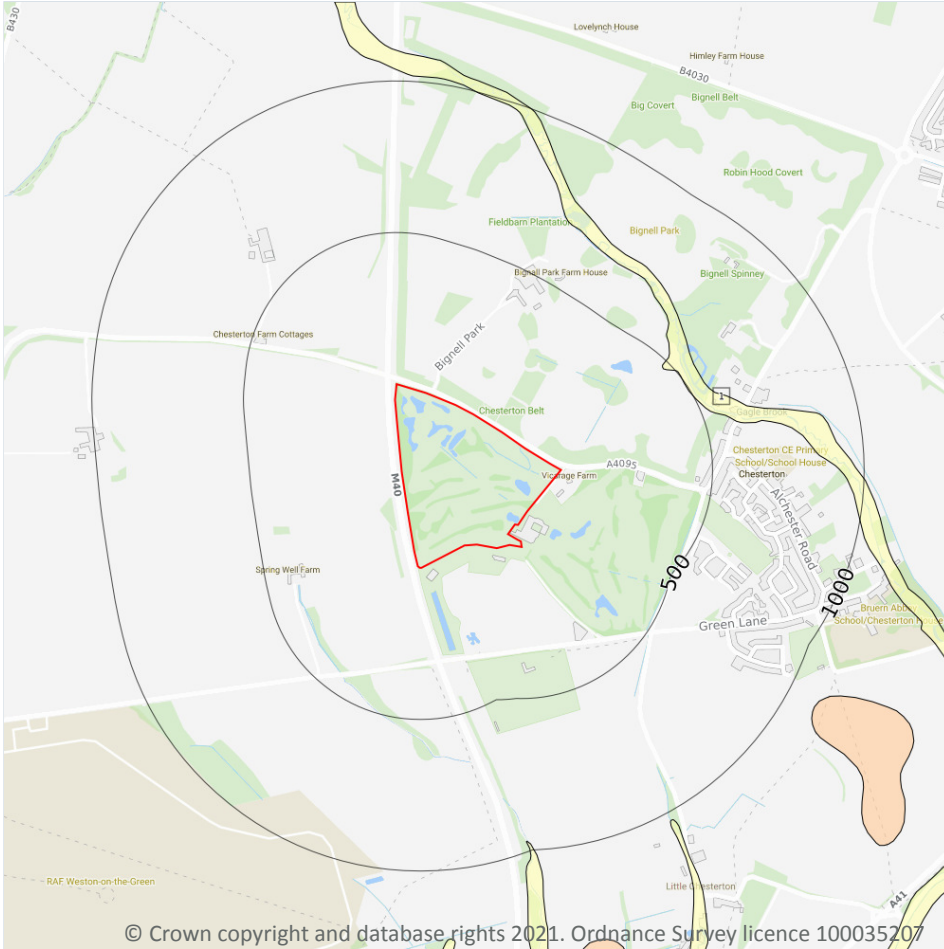 B430
Lovelynch House
Himley Farm House
B4030
Big Covert
Bignell Belt
Robin Hood Covert
Fieldbarn Plantation
Bignell Park
Bignall Park Farm House
Bignell Spinney
Chesterton Farm Cottages
Bignell Park
1
Chesterton Belt
Gagle Brook
Chesterton CE Primary
School/School House
Chesterton
A4095
Vicarage Farm
M40
Alchester Road
500
1000
Spring Well Farm
Green Lane
Bruern Abbey
School/Chesterton House
RAF Weston-on-the-Green
Little Chesterton
A41
© Crown copyright and database rights 2021. Ordnance Survey licence 100035207